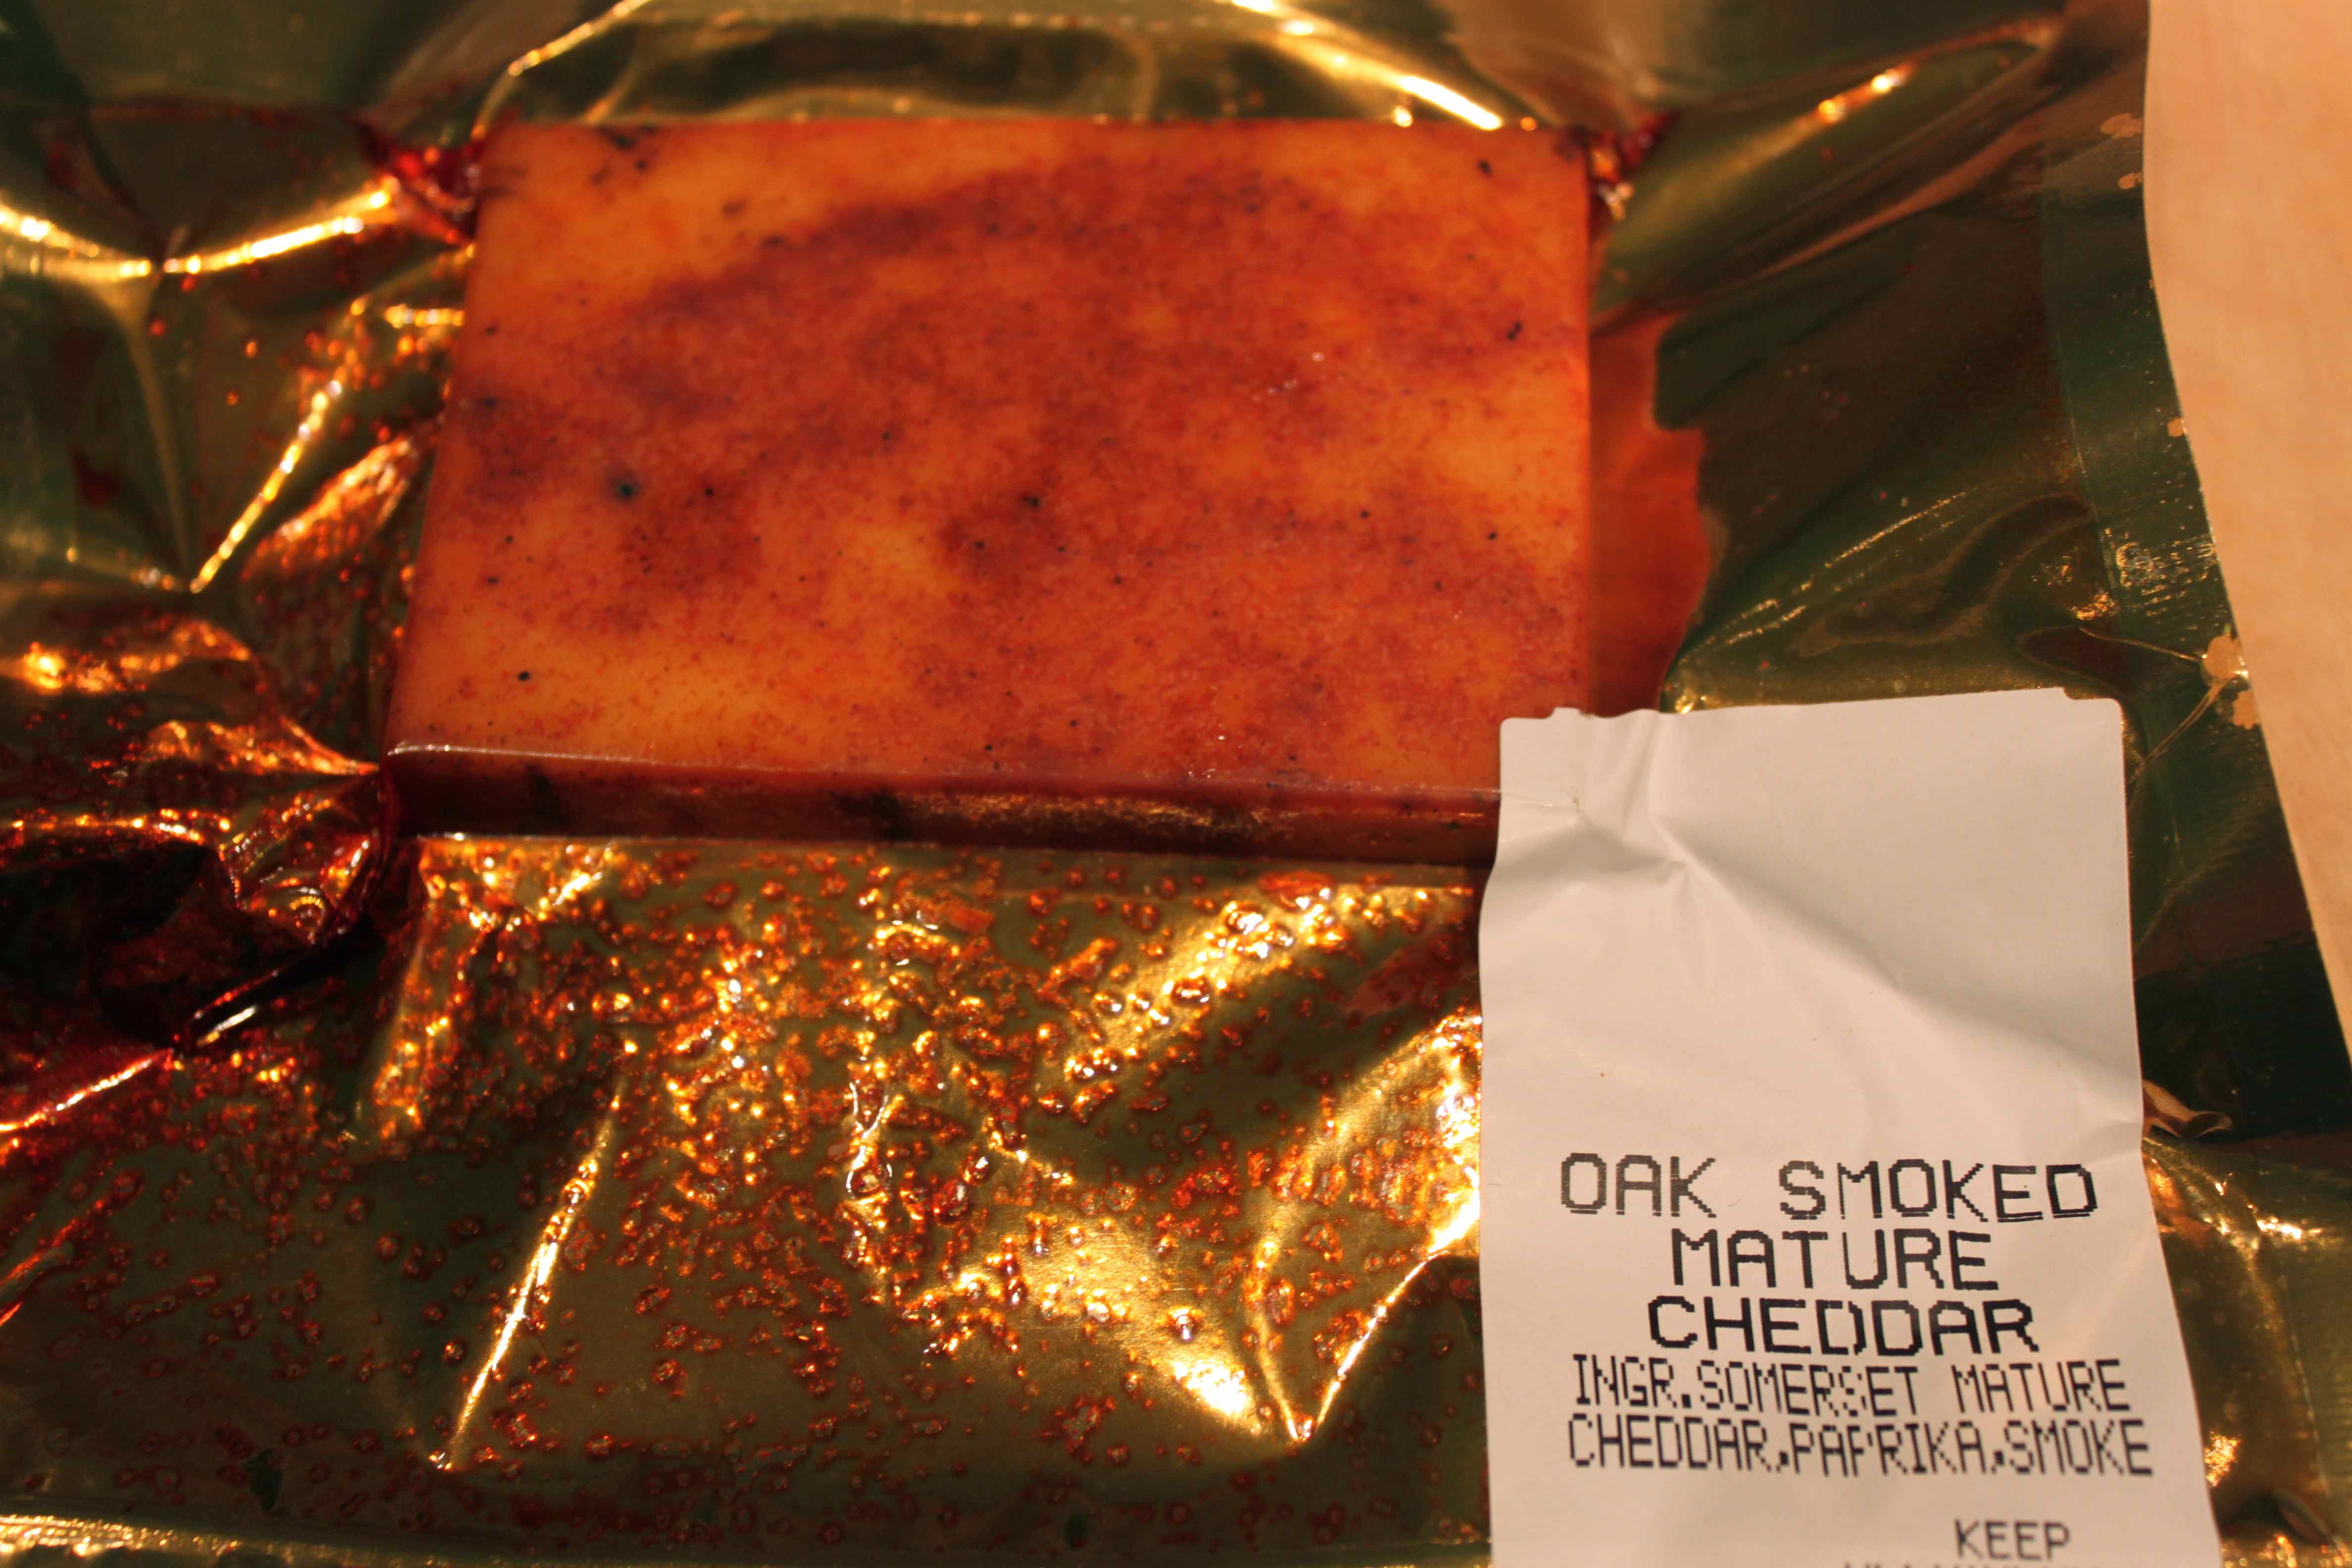 OAK SMOKED
MATURE
CHEDDAR
INGR.SOMERSET MATURE
CHEDDAR,PAPRIKA,SMOKE
KEEP